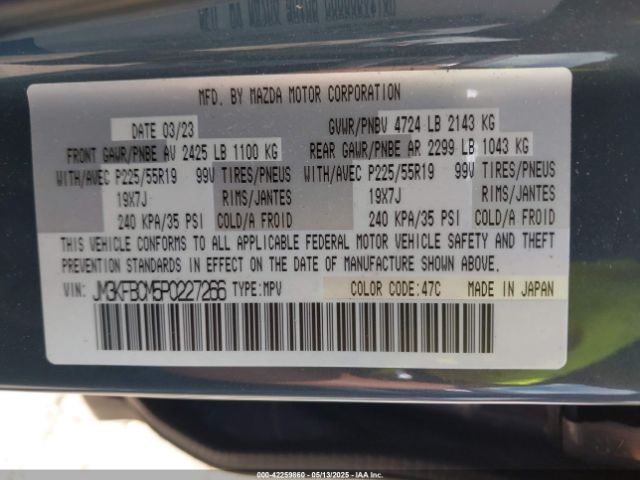 MFD. BY MAZDA MOTOR CORPORATION
DATE 03/23 GVWR/PNBV 4724 LB 2143 KG
FRONT GAWR/PNBE AV 2425 LB 1100 KG REAR GAWR/PNBE AR 2299 LB 1043 KG
WITH/AVEC P225/55R19 99V TIRES/PNEUS WITH/AVEC P225/55R19 99V TIRES/PNEUS
19X7J RIMS/JANTES 19X7J RIMS/JANTES
240 KPA/35 PSI COLD/A FROID 240 KPA/35 PSI COLD/A FROID
THIS VEHICLE CONFORMS TO ALL APPLICABLE FEDERAL MOTOR VEHICLE SAFETY AND THEFT
PREVENTION STANDARDS IN EFFECT ON THE DATE OF MANUFACTURE SHOWN ABOVE.
VIN: JM3KFBCM5P0227266 TYPE:MPV COLOR CODE:47C MADE IN JAPAN
000-42259860 - 05/13/2025 - IAA Inc.